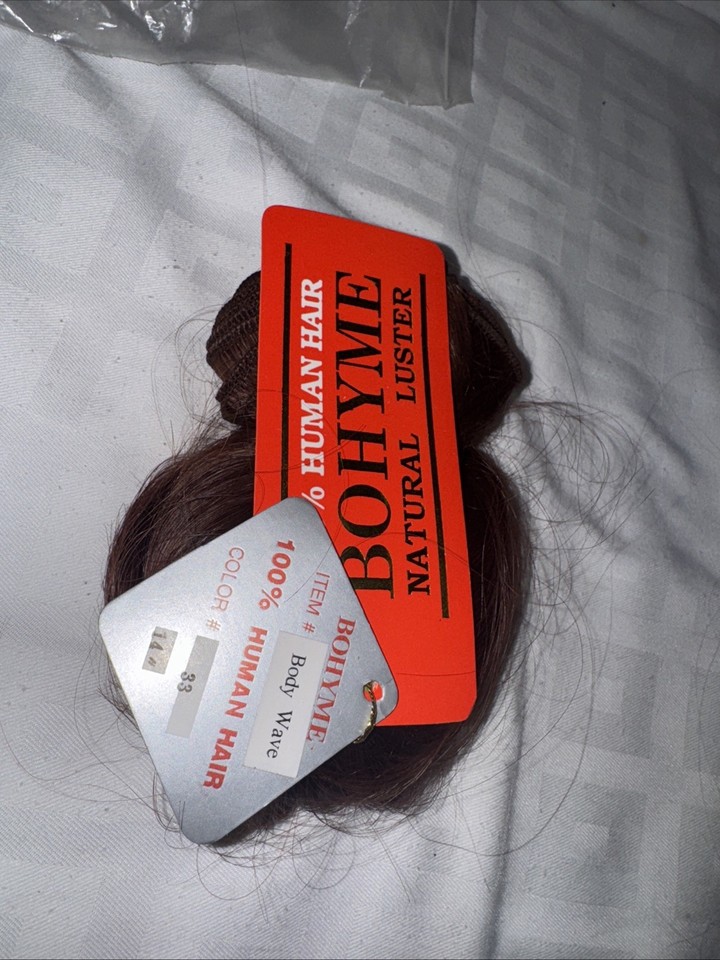 % HUMAN HAIR
BOHYME
NATURAL LUSTER
BOHYME
ITEM # Body Wave
100% HUMAN HAIR
COLOR # 33
14"